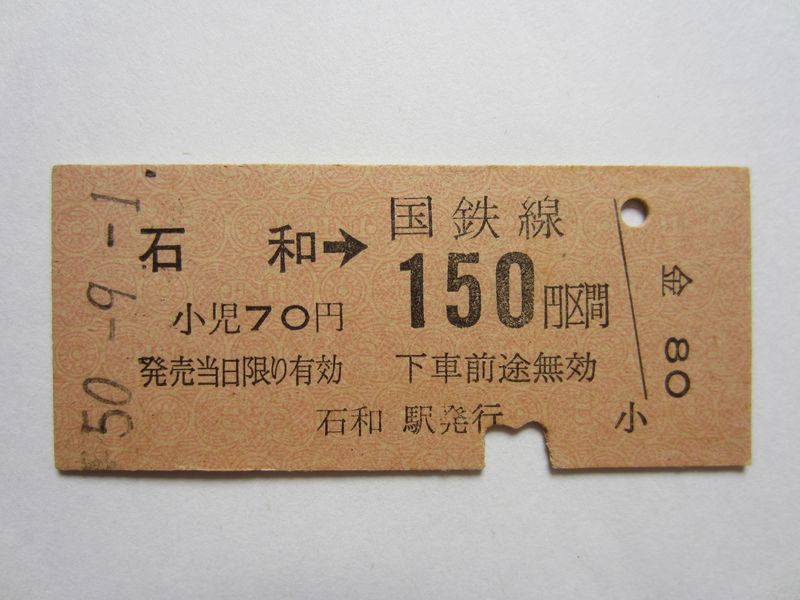 50-9-1.
石和→国鉄線
150円区間
小児70円
発売当日限り有効 下車前途無効
石和駅発行
小
金 80